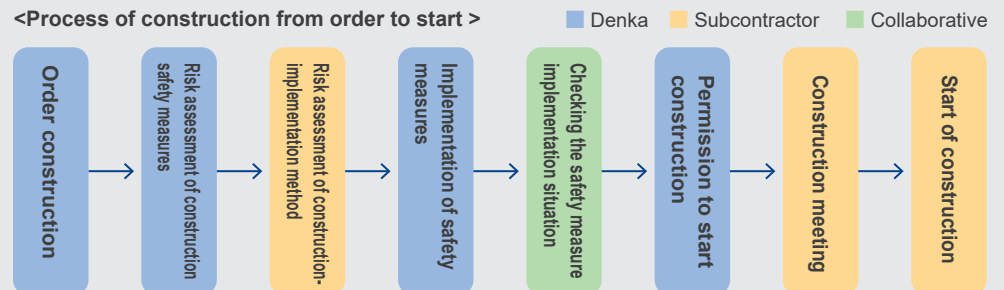 <Process of construction from order to start >
Denka
Subcontractor
Collaborative
Order construction
Risk assessment of construction
safety measures
Risk assessment of construction-
implementation method
Implementation of safety
measures
Checking the safety measure
implementation situation
Permission to start
construction
Construction meeting
Start of construction